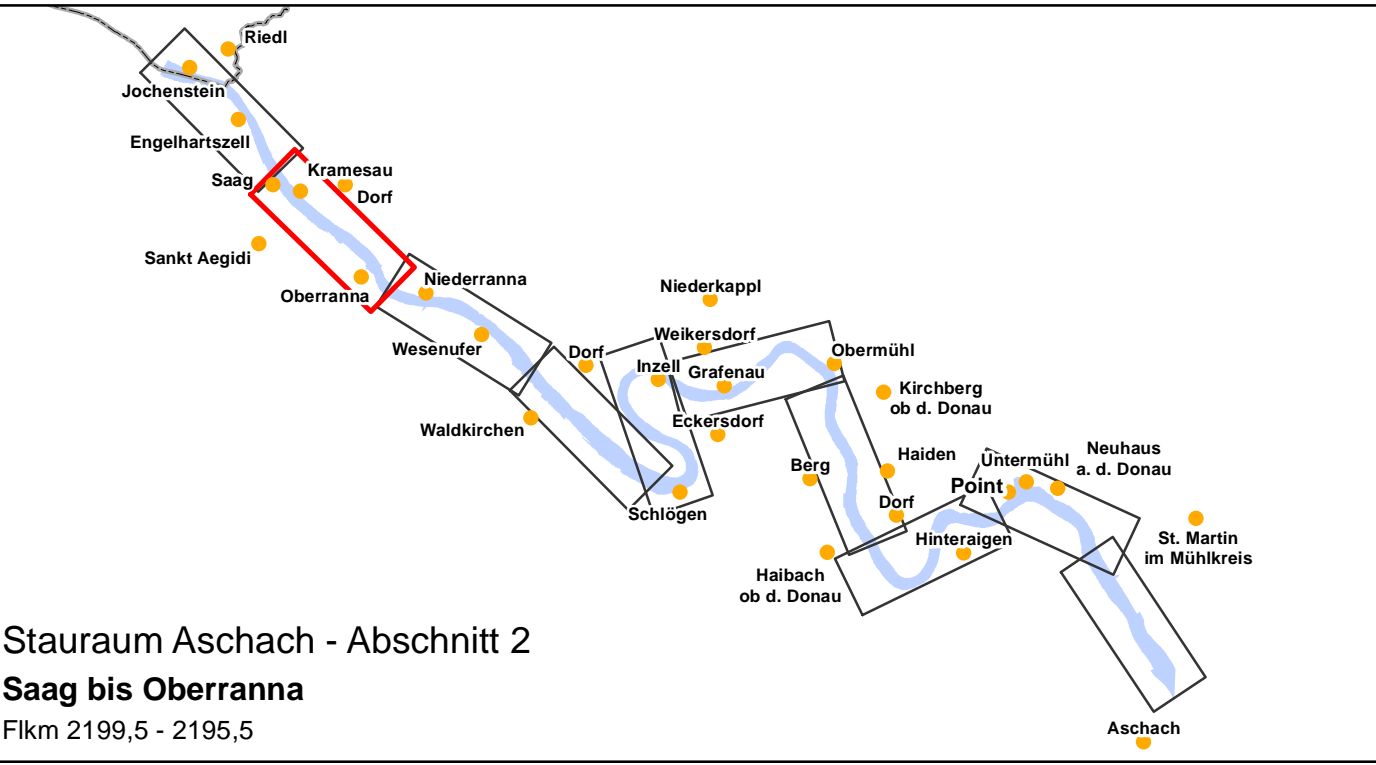 Riedl
Jochenstein
Engelhartszell
Kramesau
Saag
Dorf
Sankt Aegidi
Niederranna
Oberranna
Niederkappl
Weikersdorf
Wesenufer
Dorf
Obermühl
Inzell
Grafenau
Kirchberg
ob d. Donau
Eckersdorf
Waldkirchen
Neuhaus
a. d. Donau
Haiden
Untermühl
Berg
Point
Dorf
Schlögen
Hinteraigen
St. Martin
im Mühlkreis
Haibach
ob d. Donau
Stauraum Aschach - Abschnitt 2
Saag bis Oberranna
Flkm 2199,5 - 2195,5
Aschach